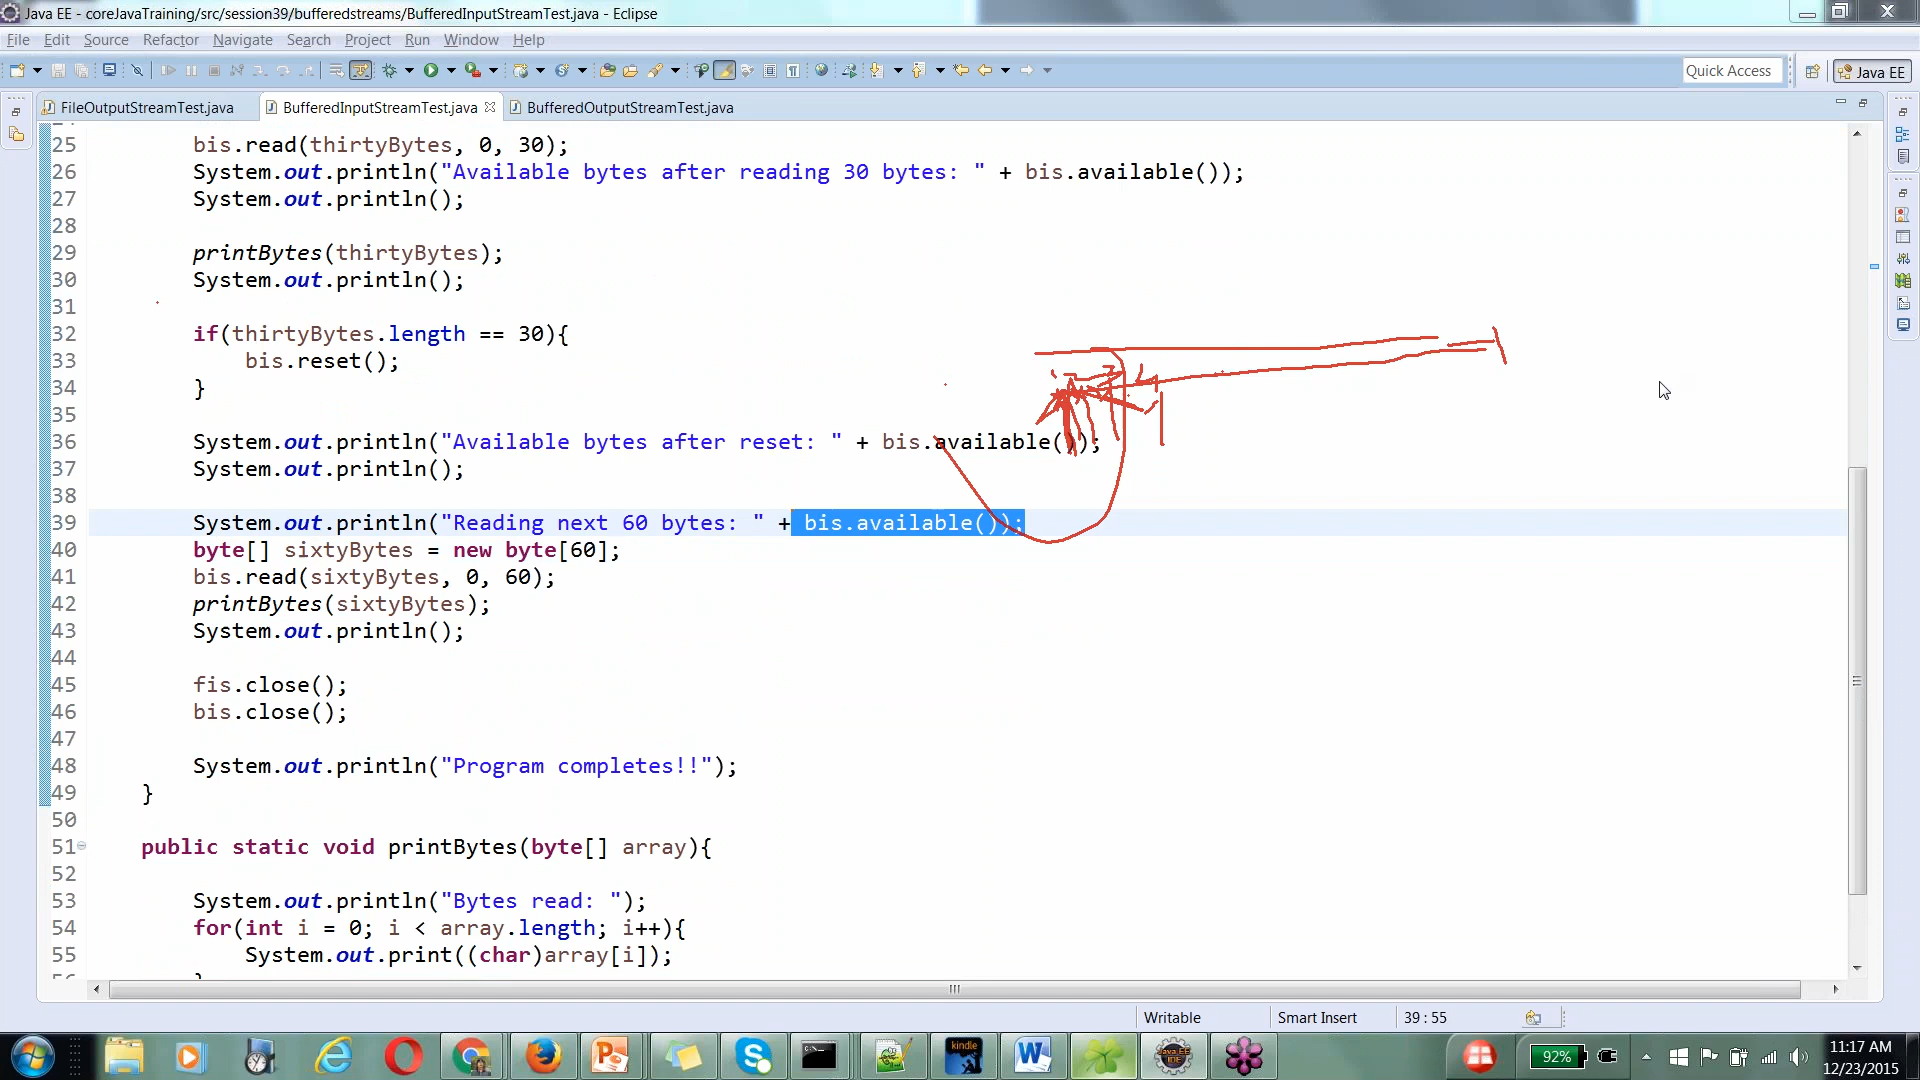 Java EE - coreJavaTraining/src/session39/bufferedstreams/BufferedInputStreamTest.java - Eclipse
File Edit Source Refactor Navigate Search Project Run Window Help
Quick Access
Java EE
FileOutputStreamTest.java
BufferedInputStreamTest.java
BufferedOutputStreamTest.java
25 bis.read(thirtyBytes, 0, 30);
26 System.out.println("Available bytes after reading 30 bytes: " + bis.available());
27 System.out.println();
28
29 printBytes(thirtyBytes);
30 System.out.println();
31
32 if(thirtyBytes.length == 30){
33 bis.reset();
34 }
35
36 System.out.println("Available bytes after reset: " + bis.available());
37 System.out.println();
38
39 System.out.println("Reading next 60 bytes: " + bis.available());
40 byte[] sixtyBytes = new byte[60];
41 bis.read(sixtyBytes, 0, 60);
42 printBytes(sixtyBytes);
43 System.out.println();
44
45 fis.close();
46 bis.close();
47
48 System.out.println("Program completes!!");
49 }
50
51 public static void printBytes(byte[] array){
52
53 System.out.println("Bytes read: ");
54 for(int i = 0; i < array.length; i++){
55 System.out.print((char)array[i]);
Writable
Smart Insert
39 : 55
kindle
Java EE
IDE
92%
11:17 AM
12/23/2015